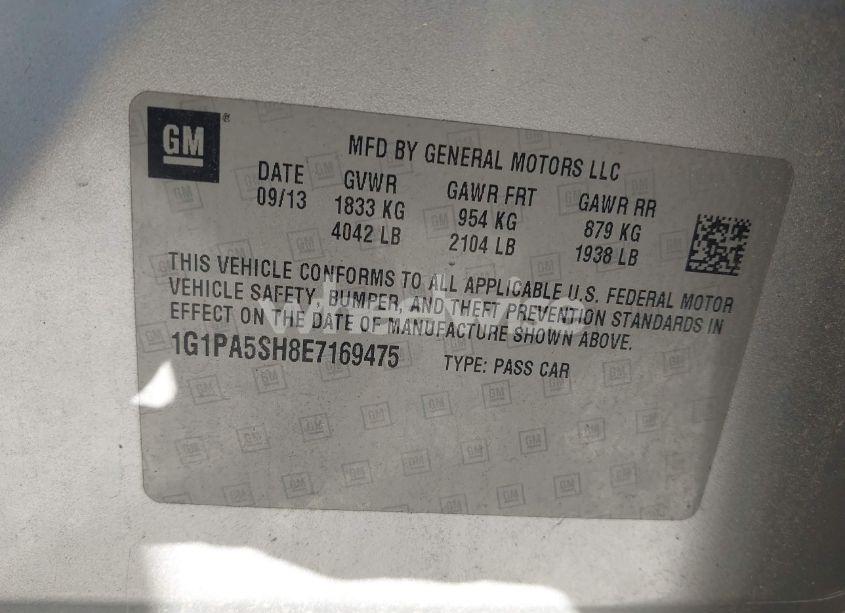 GM®
MFD BY GENERAL MOTORS LLC
DATE GVWR GAWR FRT GAWR RR
09/13 1833 KG 954 KG 879 KG
4042 LB 2104 LB 1938 LB
THIS VEHICLE CONFORMS TO ALL APPLICABLE U.S. FEDERAL MOTOR
VEHICLE SAFETY, BUMPER, AND THEFT PREVENTION STANDARDS IN
EFFECT ON THE DATE OF MANUFACTURE SHOWN ABOVE.
1G1PA5SH8E7169475 TYPE: PASS CAR